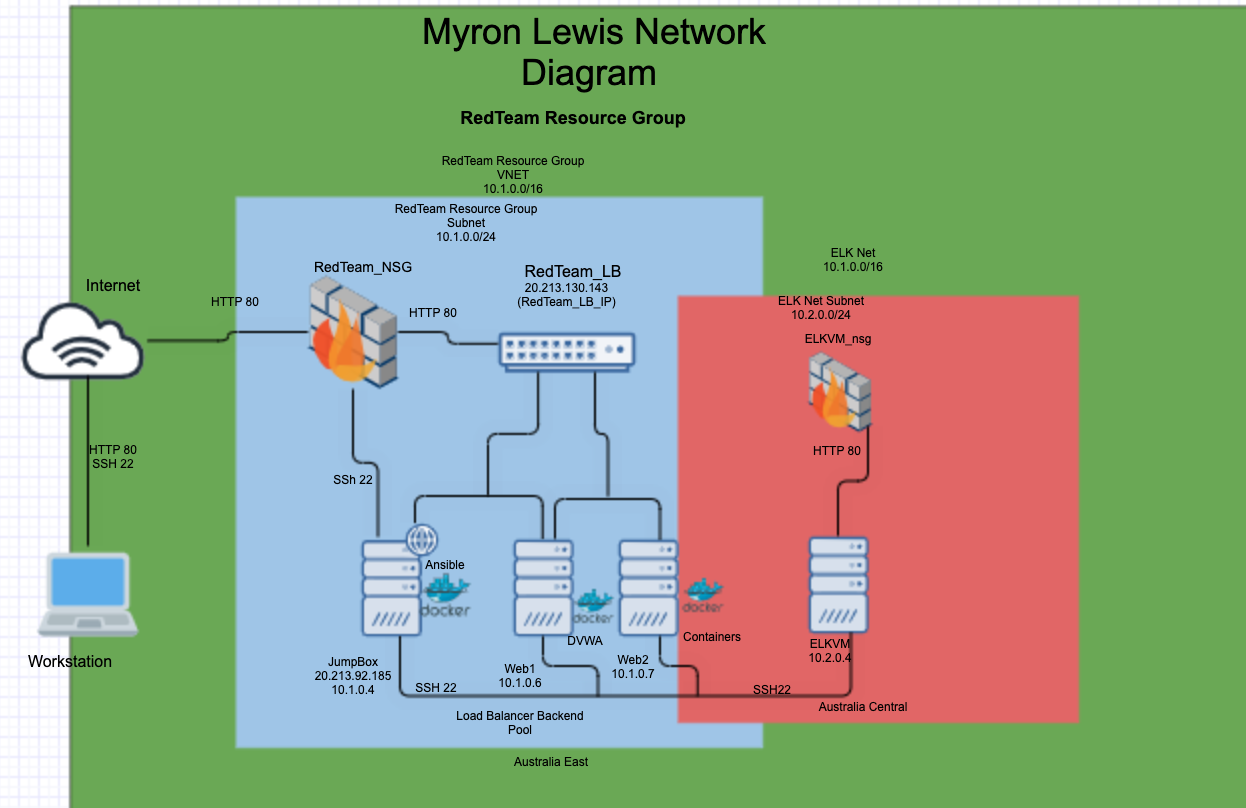 Myron Lewis Network
Diagram
RedTeam Resource Group
RedTeam Resource Group
VNET
10.1.0.0/16
RedTeam Resource Group
Subnet
10.1.0.0/24
ELK Net
10.1.0.0/16
RedTeam_NSG
RedTeam_LB
20.213.130.143
(RedTeam_LB_IP)
Internet
HTTP 80
HTTP 80
ELK Net Subnet
10.2.0.0/24
ELKVM_nsg
HTTP 80
SSH 22
SSh 22
HTTP 80
Ansible
docker
docker
docker
DVWA
Containers
Workstation
JumpBox
20.213.92.185
10.1.0.4
Web1
10.1.0.6
Web2
10.1.0.7
ELKVM
10.2.0.4
SSH 22
SSH22
Load Balancer Backend
Pool
Australia Central
Australia East